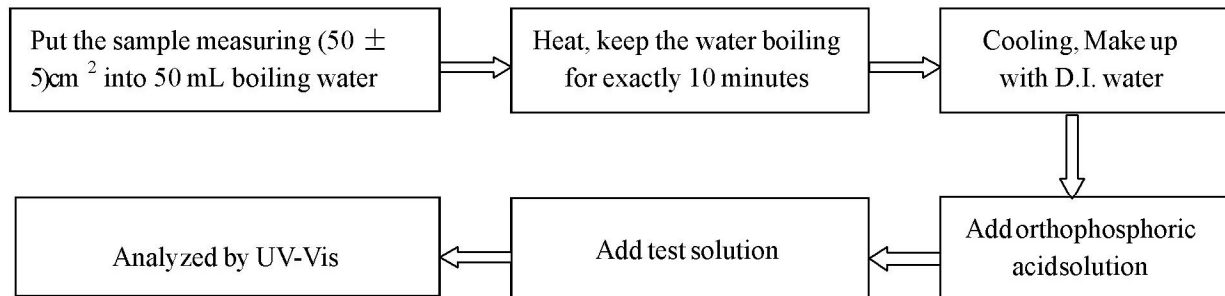 Put the sample measuring (50 ±
5)cm ² into 50 mL boiling water
Heat, keep the water boiling
for exactly 10 minutes
Cooling, Make up
with D.I. water
Add orthophosphoric
acidsolution
Add test solution
Analyzed by UV-Vis